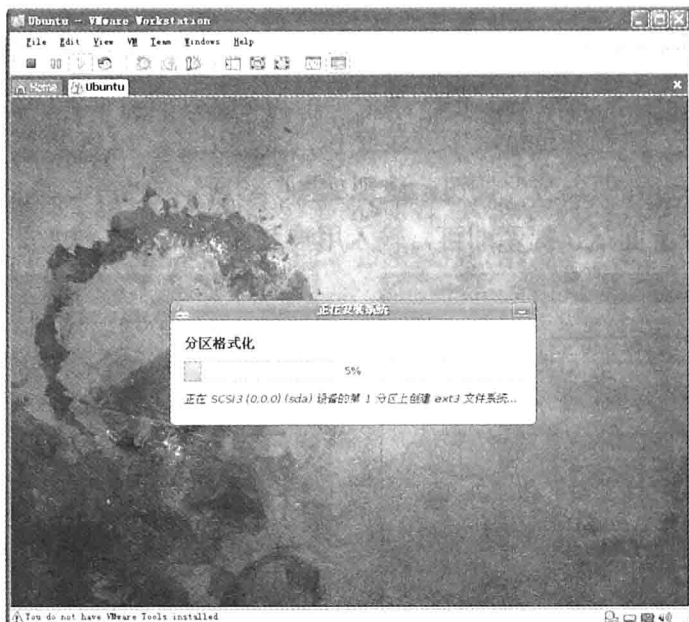 Ubuntu - VMware Workstation
File Edit View VM Team Windows Help
Home Ubuntu
正在安装系统
分区格式化
5%
正在 SCSI3 (0,0,0) (sda) 设备的第 1 分区上创建 ext3 文件系统...
You do not have VMware Tools installed